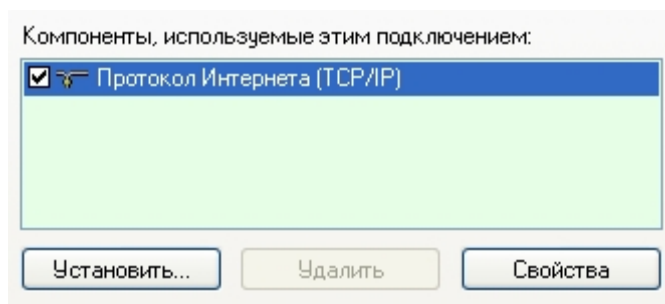 Компоненты, используемые этим подключением:
Протокол Интернета (TCP/IP)
Установить... Удалить Свойства